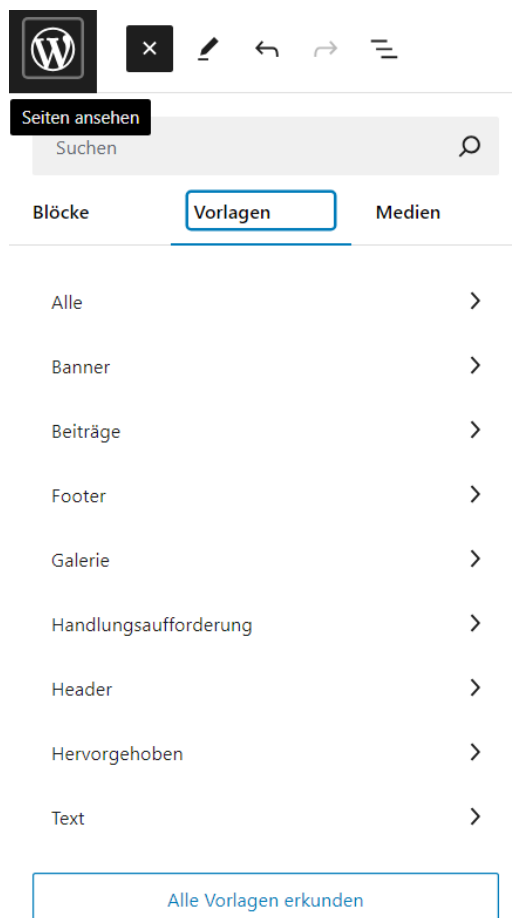 Seiten ansehen
Suchen
Blöcke Vorlagen Medien
Alle
Banner
Beiträge
Footer
Galerie
Handlungsaufforderung
Header
Hervorgehoben
Text
Alle Vorlagen erkunden